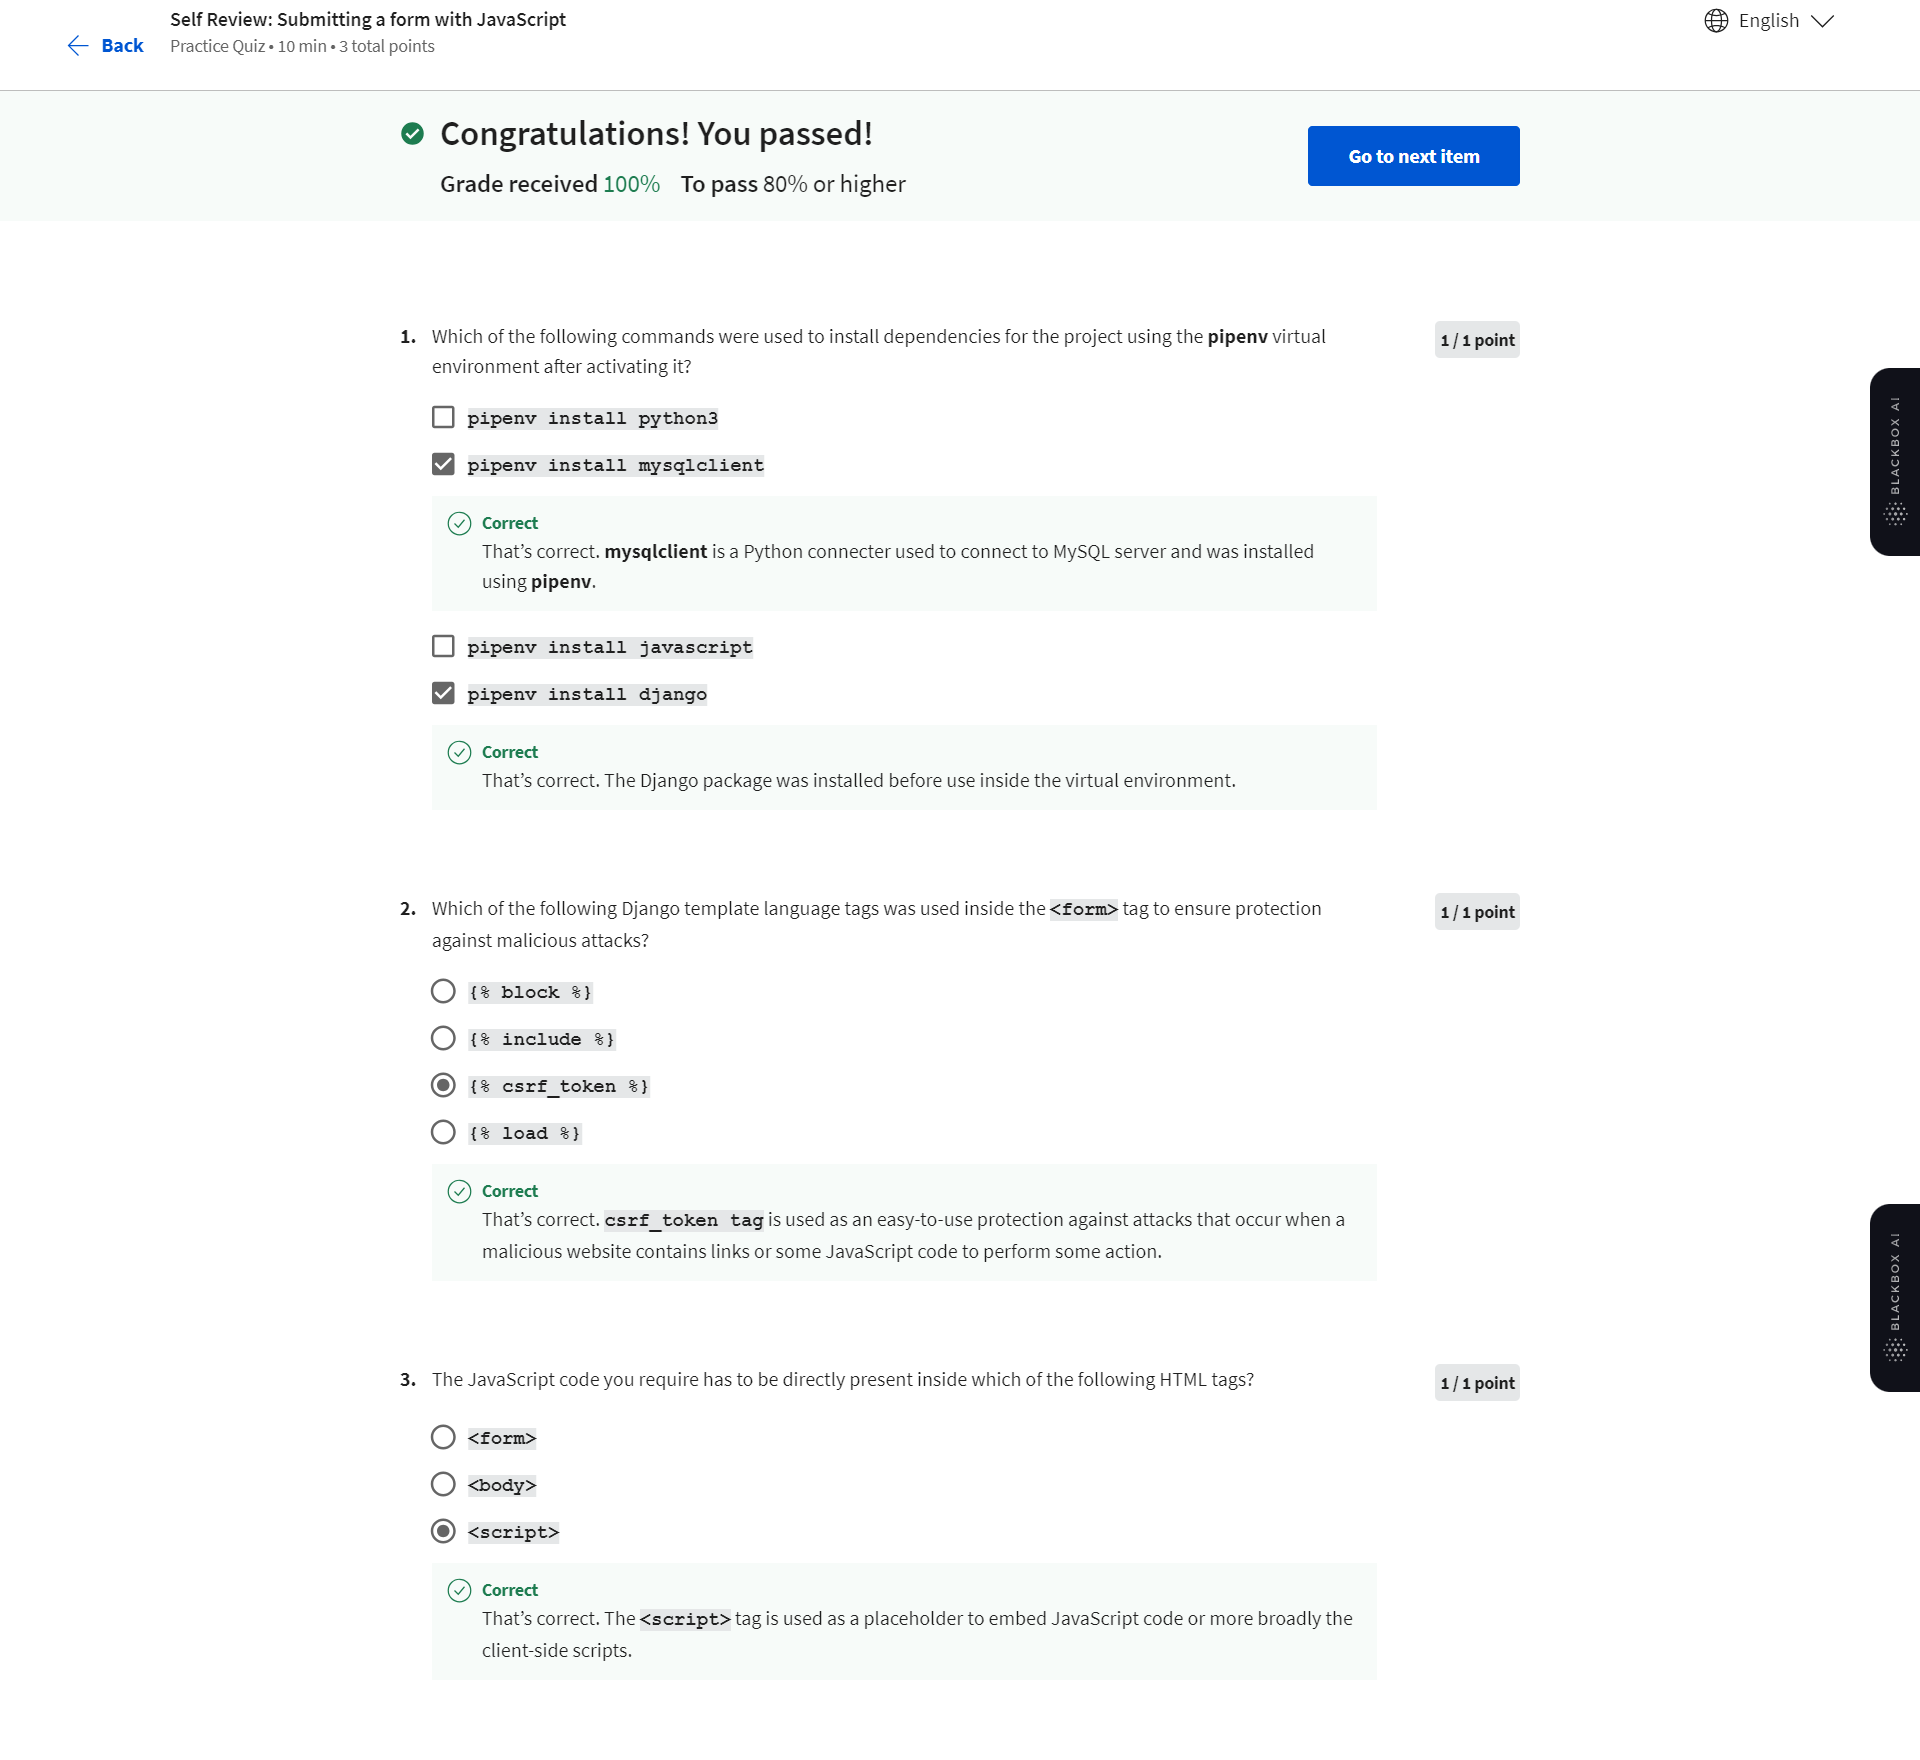 Self Review: Submitting a form with JavaScript
Back
Practice Quiz • 10 min • 3 total points
English
Congratulations! You passed!
Grade received 100% To pass 80% or higher
Go to next item
1. Which of the following commands were used to install dependencies for the project using the pipenv virtual
environment after activating it?
1 / 1 point
pipenv install python3
pipenv install mysqlclient
Correct
That’s correct. mysqlclient is a Python connecter used to connect to MySQL server and was installed
using pipenv.
pipenv install javascript
pipenv install django
Correct
That’s correct. The Django package was installed before use inside the virtual environment.
BLACKBOX AI
2. Which of the following Django template language tags was used inside the <form> tag to ensure protection
against malicious attacks?
1 / 1 point
{% block %}
{% include %}
{% csrf_token %}
{% load %}
Correct
That’s correct. csrf_token tag is used as an easy-to-use protection against attacks that occur when a
malicious website contains links or some JavaScript code to perform some action.
BLACKBOX AI
3. The JavaScript code you require has to be directly present inside which of the following HTML tags?
1 / 1 point
<form>
<body>
<script>
Correct
That’s correct. The <script> tag is used as a placeholder to embed JavaScript code or more broadly the
client-side scripts.